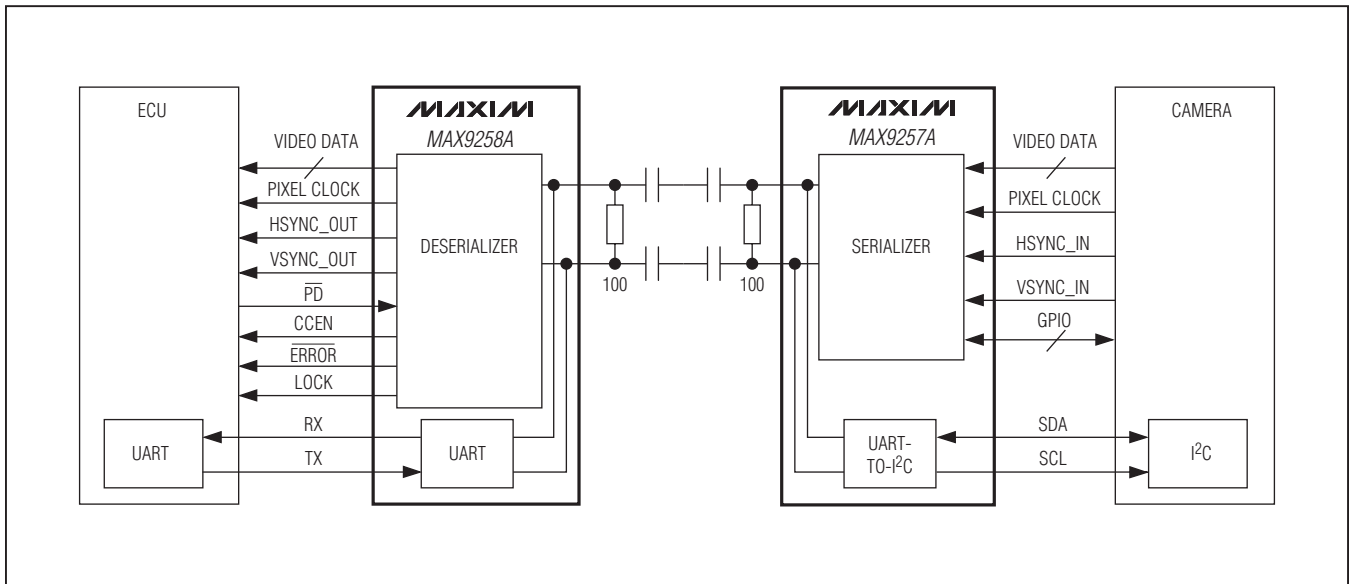 ECU
MAXIM
MAX9258A
MAXIM
MAX9257A
CAMERA
VIDEO DATA
PIXEL CLOCK
HSYNC_OUT
VSYNC_OUT
PD
CCEN
ERROR
LOCK
RX
TX
UART
DESERIALIZER
UART
100
100
SERIALIZER
UART-
TO-I2C
VIDEO DATA
PIXEL CLOCK
HSYNC_IN
VSYNC_IN
GPIO
SDA
SCL
I2C